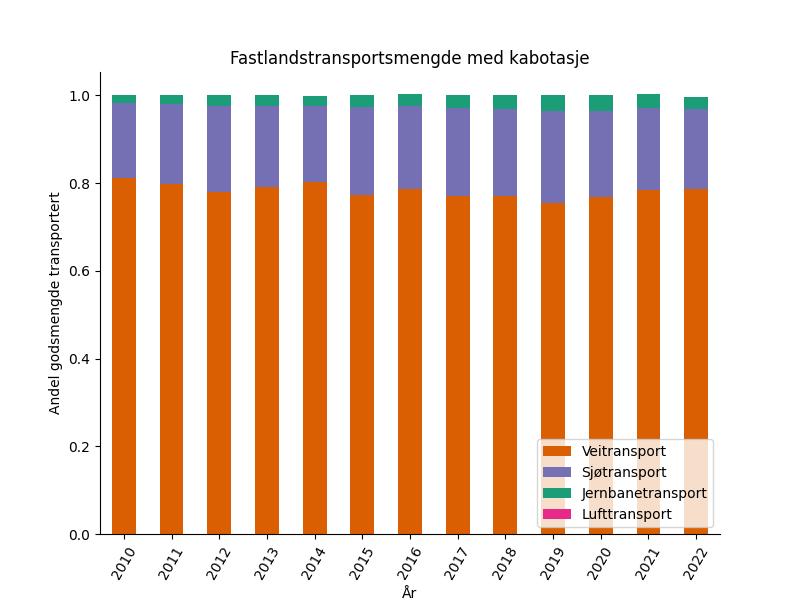 Fastlandstransportsmengde med kabotasje
Andel godsmengde transportert
1.0
0.8
0.6
0.4
0.2
0.0
Veitransport
Sjøtransport
Jernbanetransport
Lufttransport
2010 2011 2012 2013 2014 2015 2016 2017 2018 2019 2020 2021 2022
År